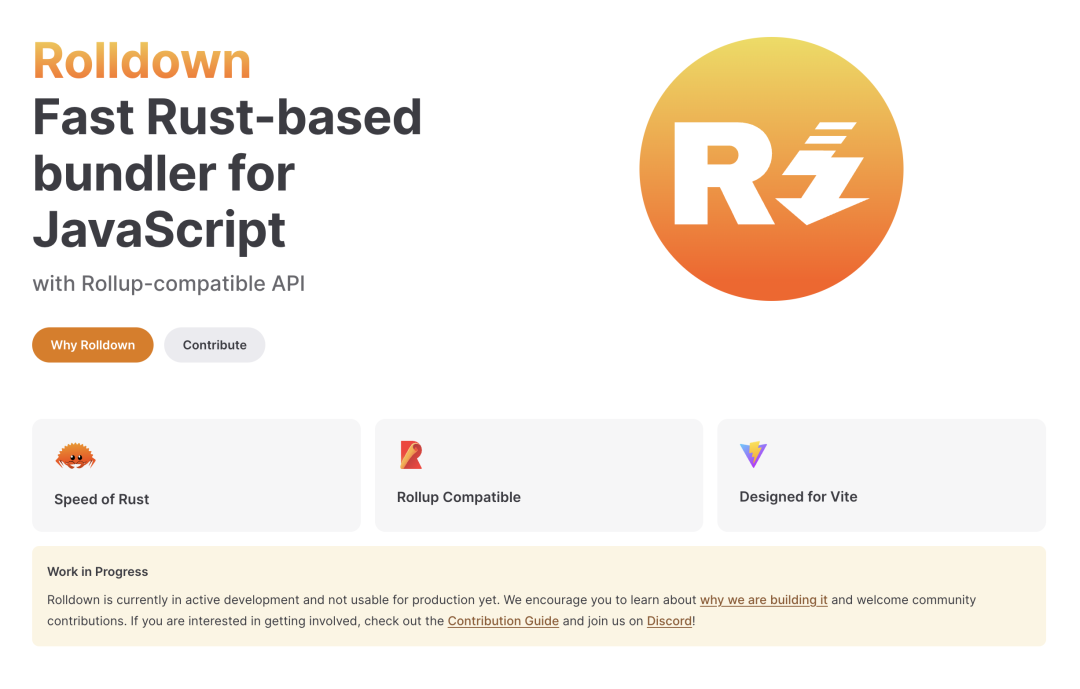 Rolldown
Fast Rust-based
bundler for
JavaScript
with Rollup-compatible API
Why Rolldown
Contribute
R
Speed of Rust
Rollup Compatible
Designed for Vite
Work in Progress
Rolldown is currently in active development and not usable for production yet. We encourage you to learn about why we are building it and welcome community
contributions. If you are interested in getting involved, check out the Contribution Guide and join us on Discord!